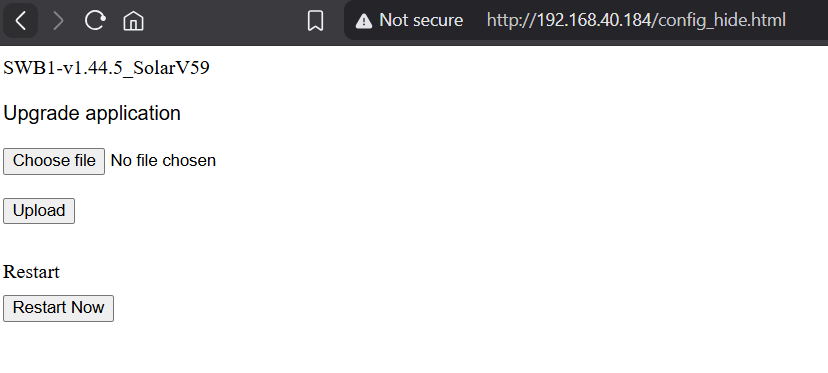 Not secure http://192.168.40.184/config_hide.html
SWB1-v1.44.5_SolarV59
Upgrade application
Choose file No file chosen
Upload
Restart
Restart Now